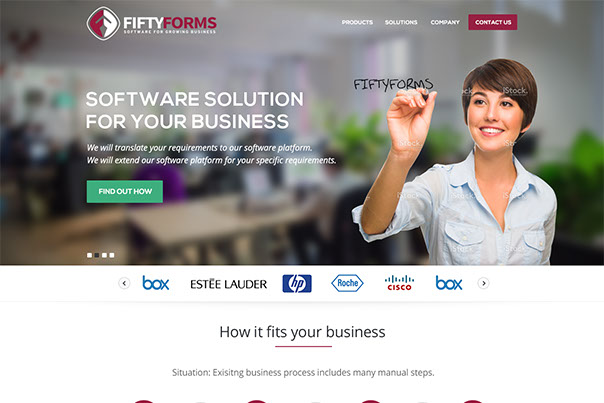 FIFTYFORMS
SOFTWARE FOR GROWING BUSINESS
PRODUCTS SOLUTIONS COMPANY CONTACT US
FIFTYFORMS
iStock.
iStock.
SOFTWARE SOLUTION
FOR YOUR BUSINESS
We will translate your requirements to our software platform.
We will extend our software platform for your specific requirements.
FIND OUT HOW
box ESTĒE LAUDER hp Roche CISCO box
How it fits your business
Situation: Exisitng business process includes many manual steps.